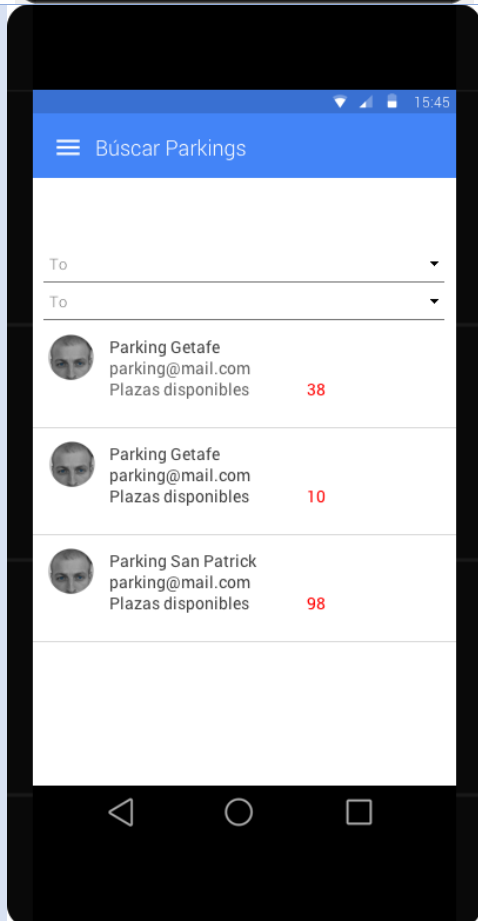 15:45
Búscar Parkings
To
To
Parking Getafe
parking@mail.com
Plazas disponibles 38
Parking Getafe
parking@mail.com
Plazas disponibles 10
Parking San Patrick
parking@mail.com
Plazas disponibles 98